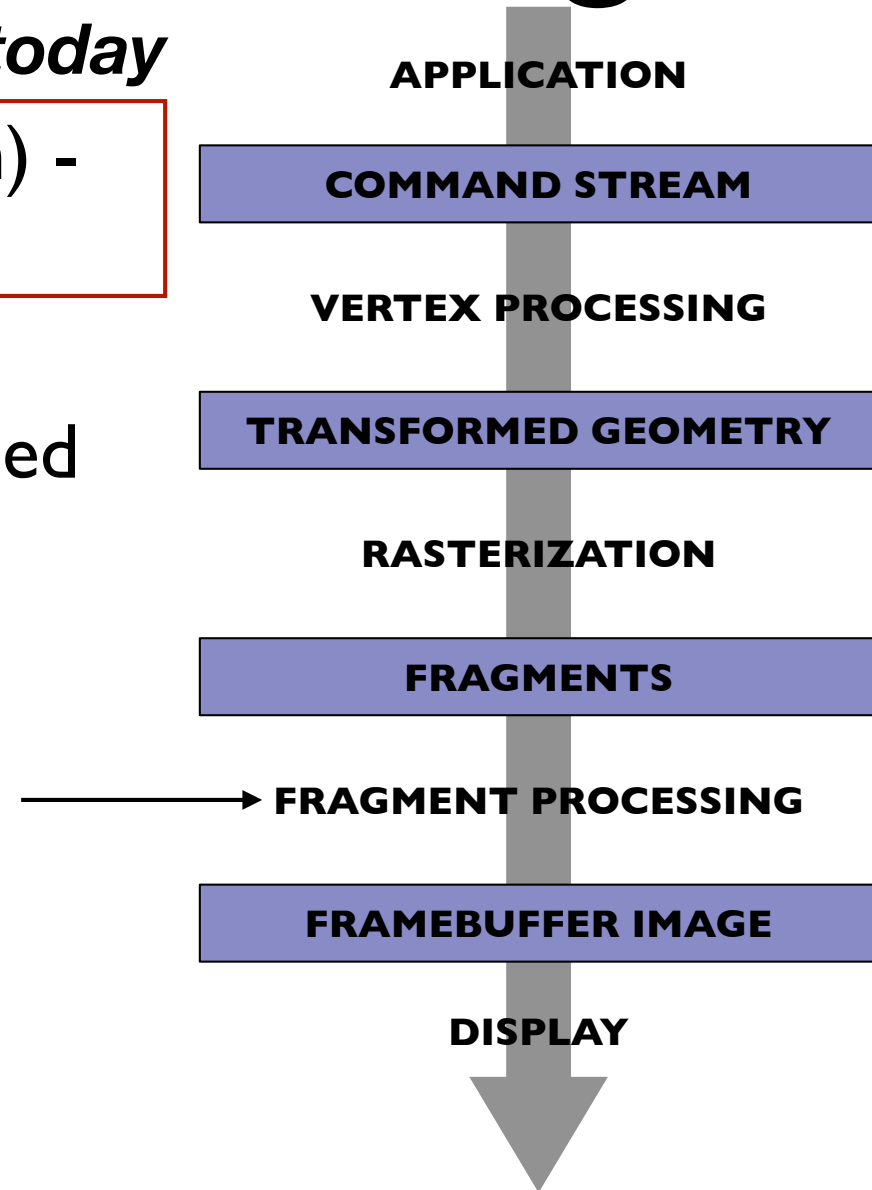 today
APPLICATION
) -
COMMAND STREAM
VERTEX PROCESSING
TRANSFORMED GEOMETRY
ed
RASTERIZATION
FRAGMENTS
FRAGMENT PROCESSING
FRAMEBUFFER IMAGE
DISPLAY